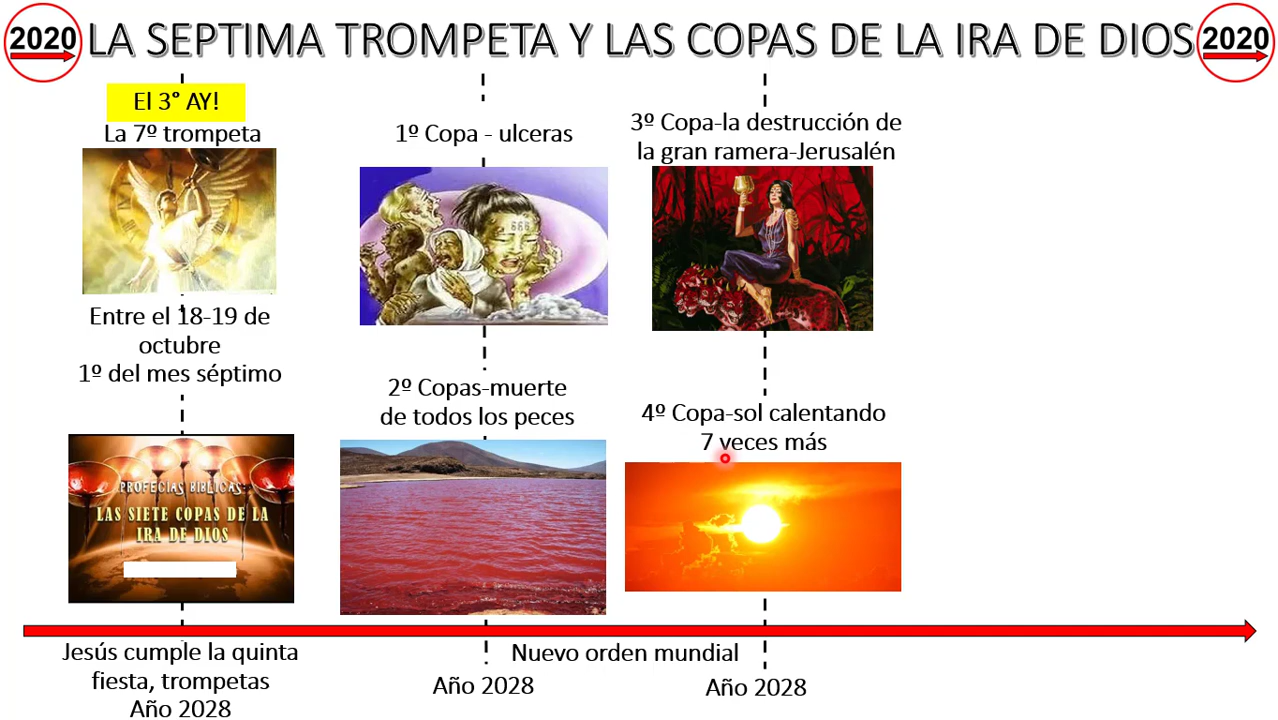 2020
LA SEPTIMA TROMPETA Y LAS COPAS DE LA IRA DE DIOS
2020
El 3° AY!
La 7º trompeta
Entre el 18-19 de
octubre
1º del mes séptimo
PROFECIAS BIBLICAS:
LAS SIETE COPAS DE LA
IRA DE DIOS
Jesús cumple la quinta
fiesta, trompetas
Año 2028
1º Copa - ulceras
666
2º Copas-muerte
de todos los peces
Año 2028
Nuevo orden mundial
3º Copa-la destrucción de
la gran ramera-Jerusalén
4º Copa-sol calentando
7 veces más
Año 2028